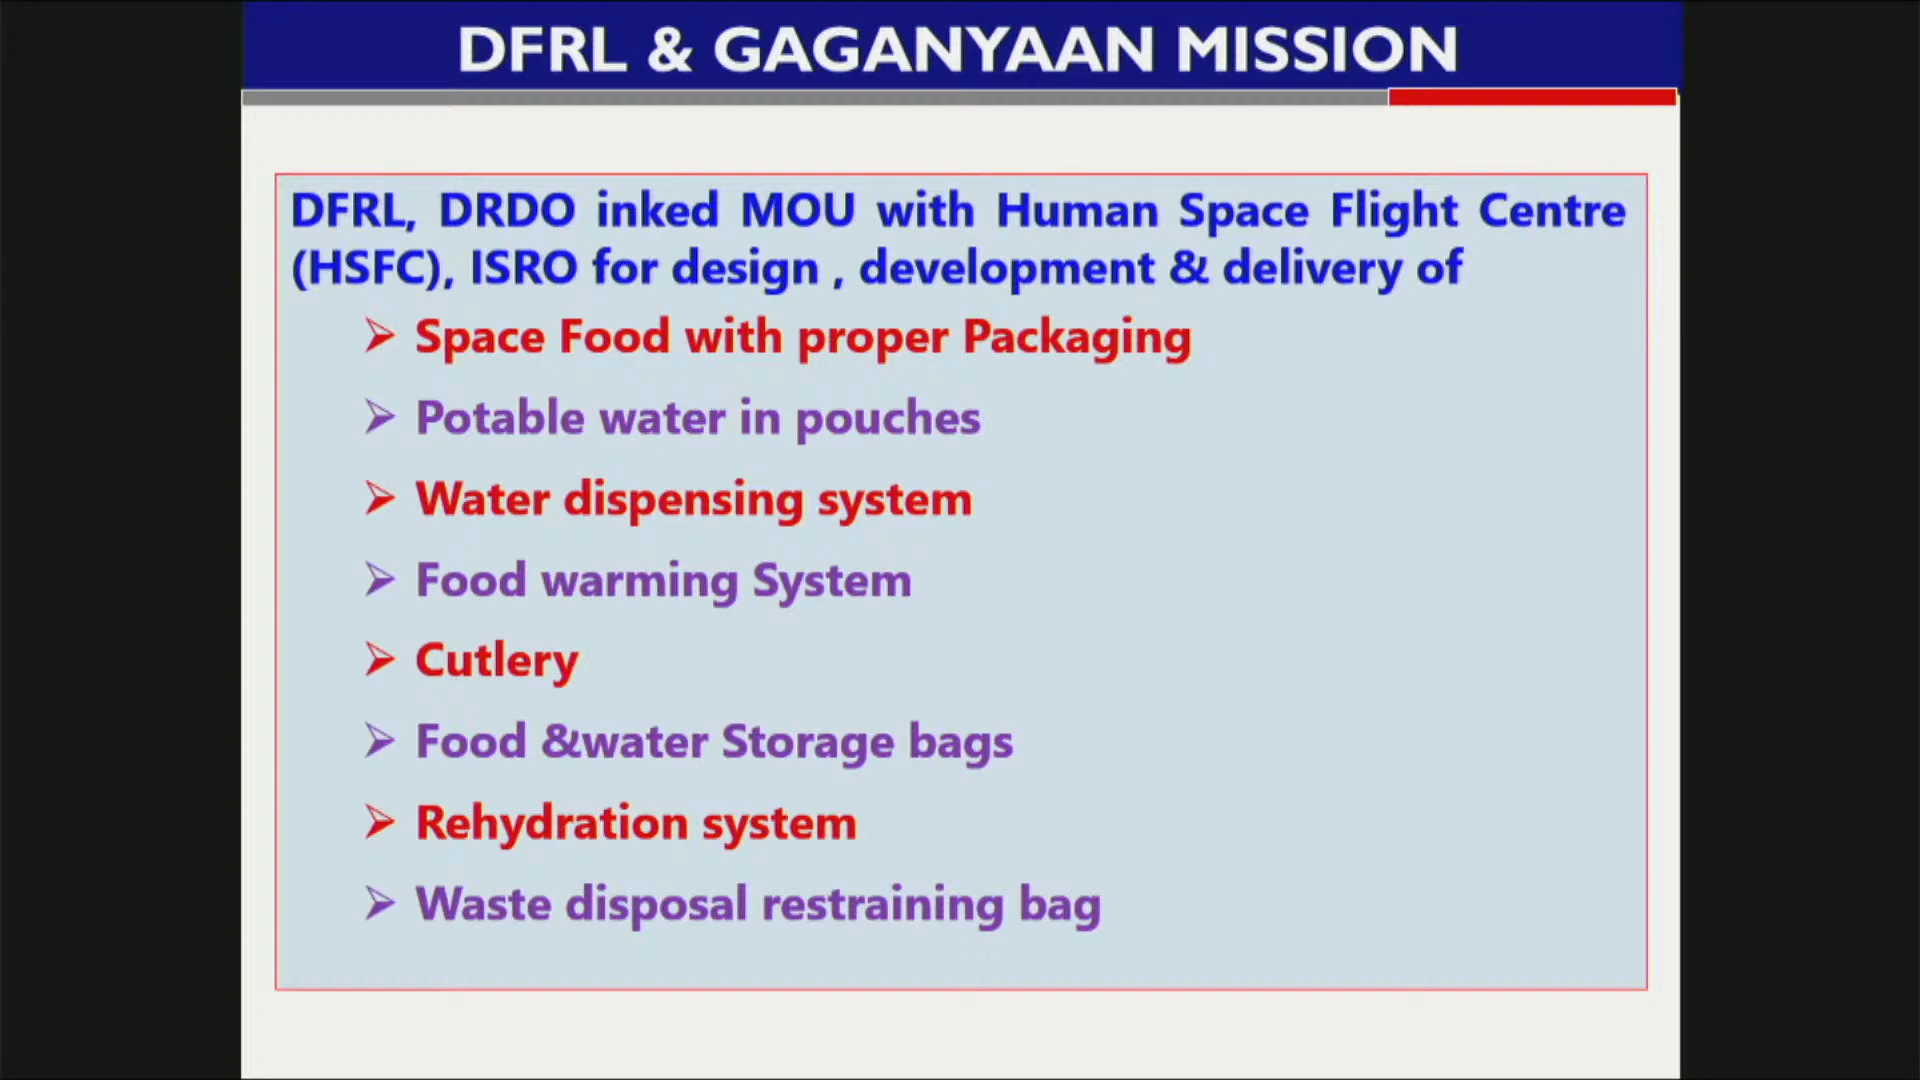 DFRL & GAGANYAAN MISSION
DFRL, DRDO inked MOU with Human Space Flight Centre
(HSFC), ISRO for design , development & delivery of
Space Food with proper Packaging
Potable water in pouches
Water dispensing system
Food warming System
Cutlery
Food &water Storage bags
Rehydration system
Waste disposal restraining bag